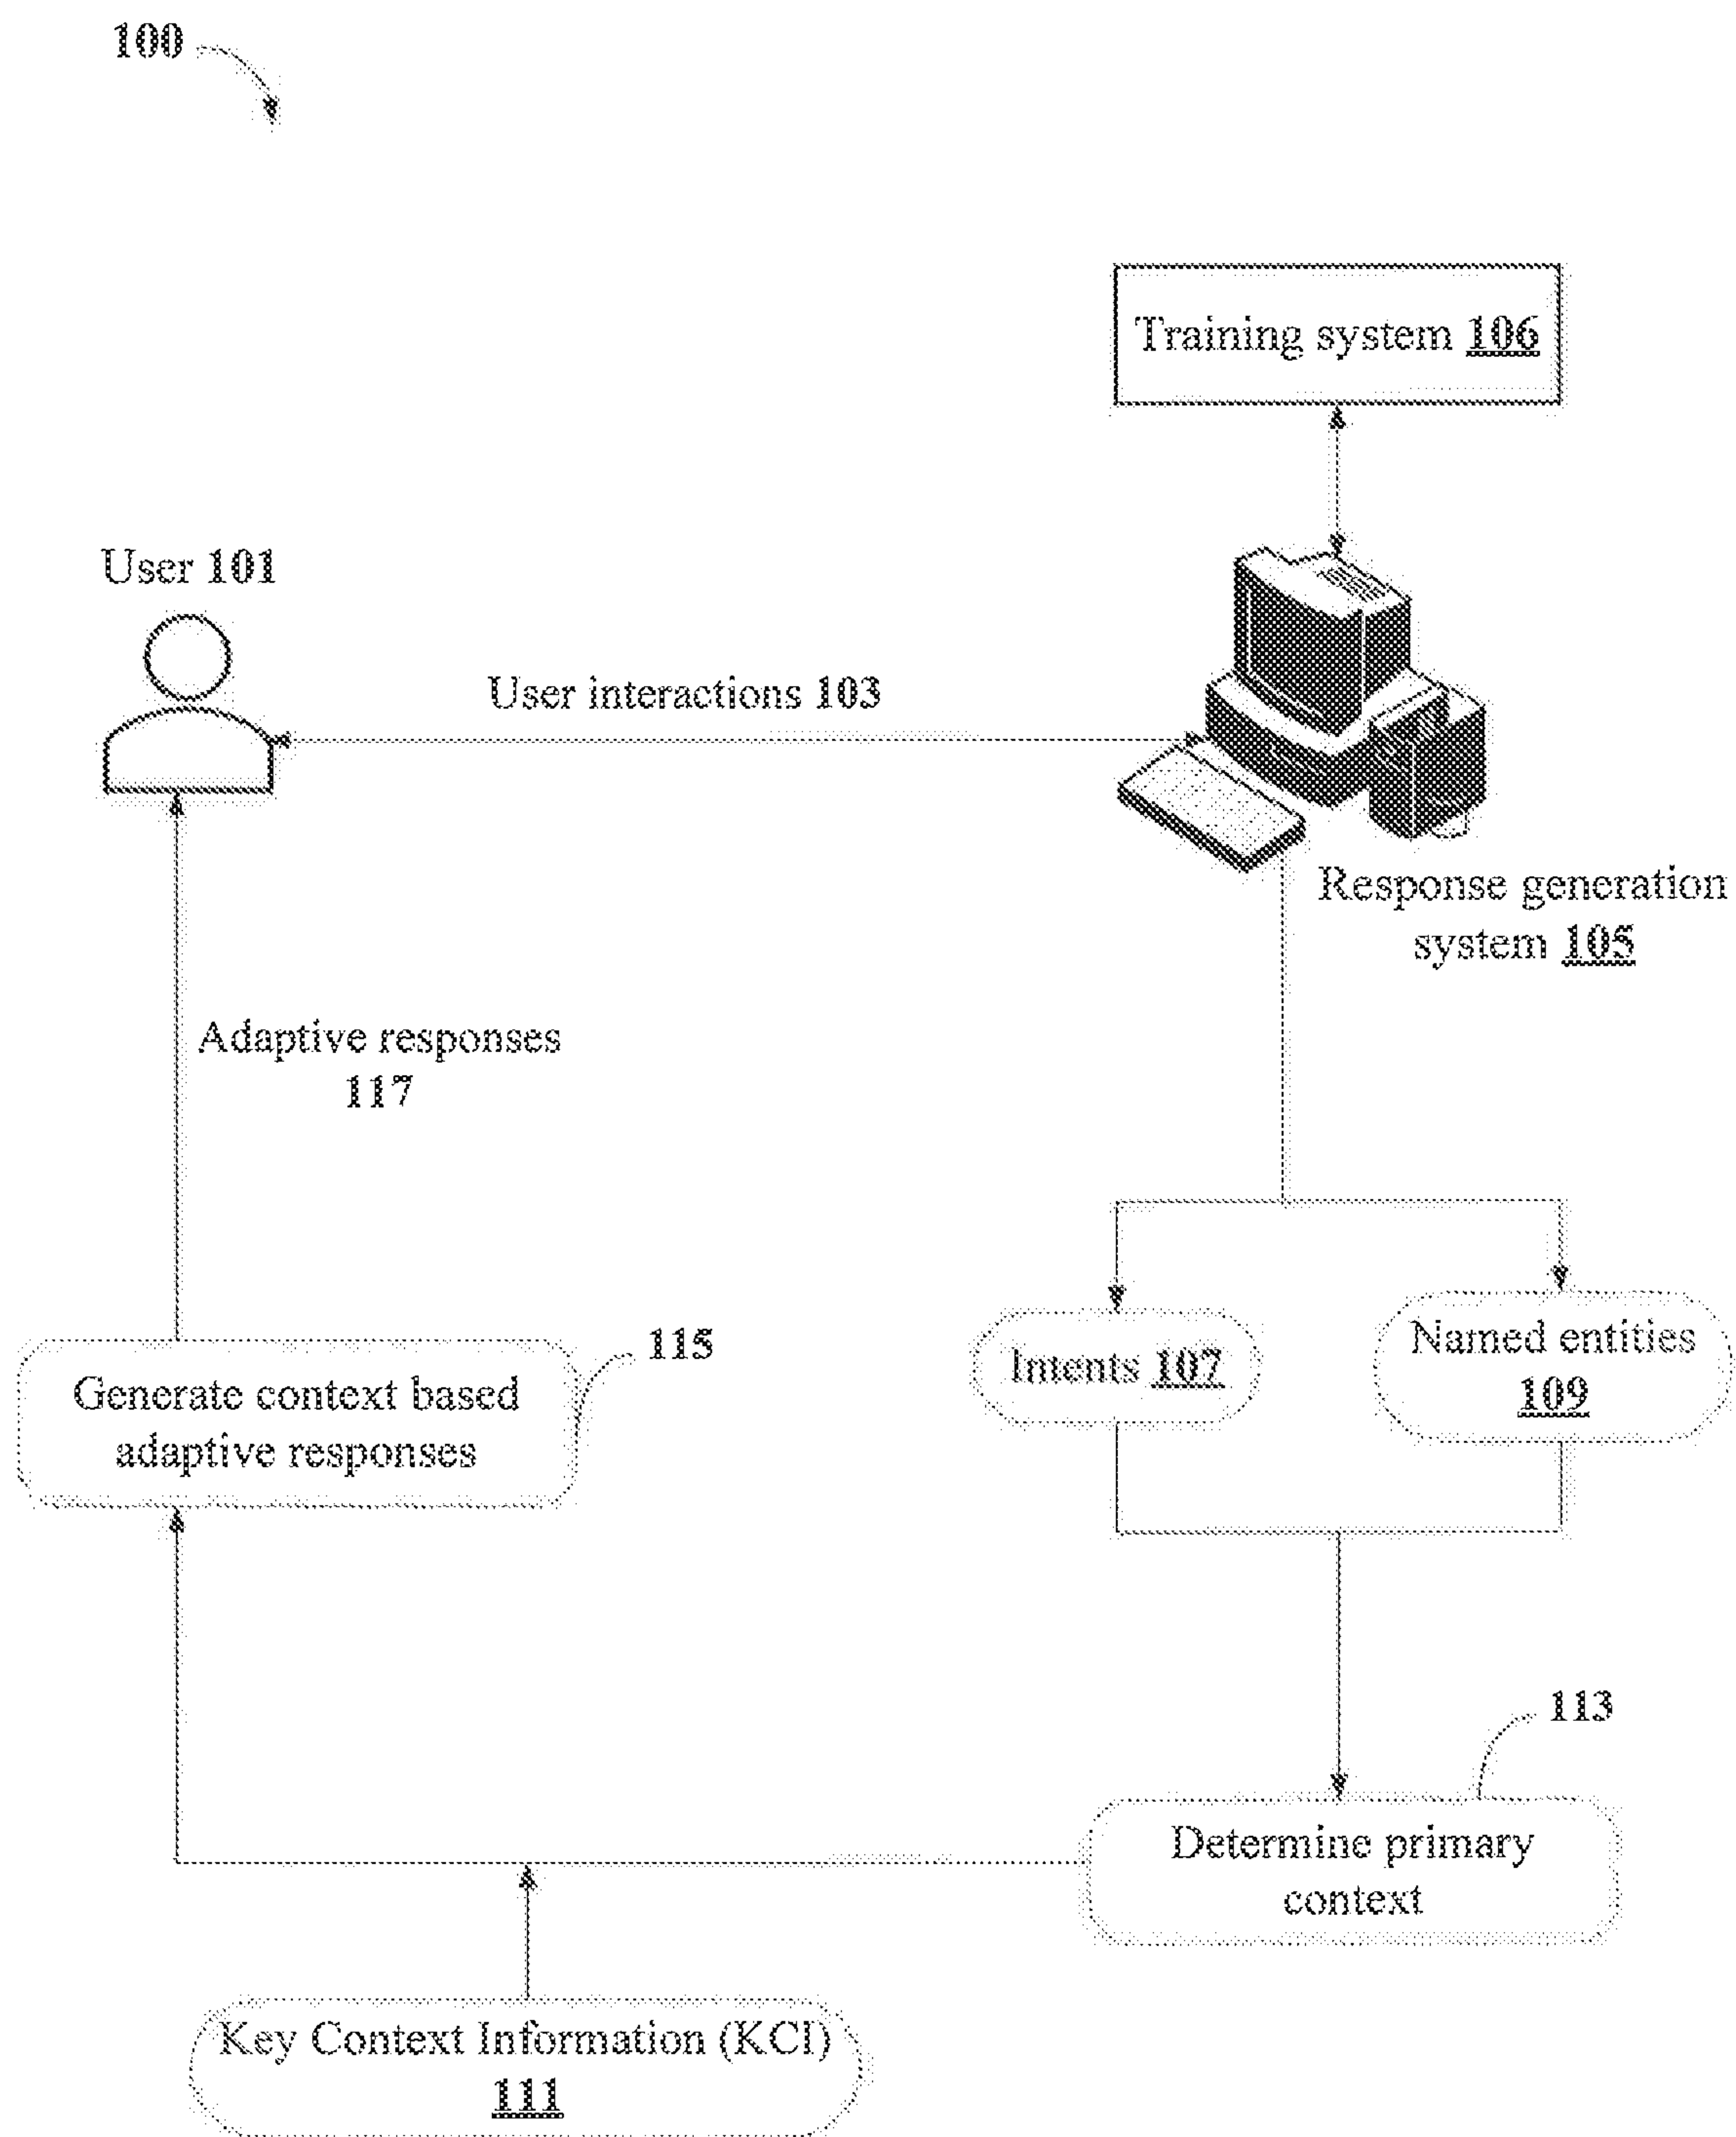 100
Training system 106
User 101
User interactions 103
Response generation
system 105
Adaptive responses
117
115
Generate context based
adaptive responses
Intents 107
Named entities
109
113
Determine primary
context
Key Context Information (KCI)
111